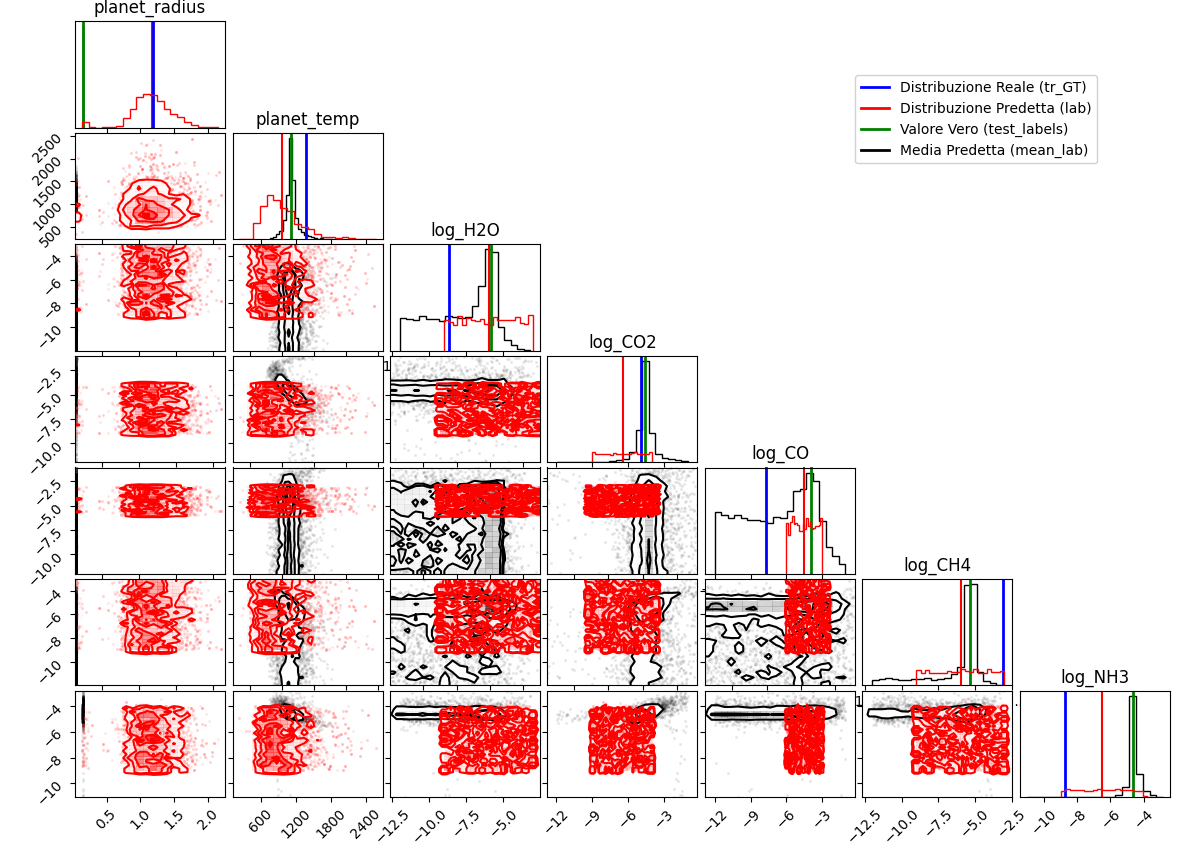 planet_radius
planet_temp
log_H2O
log_CO2
log_CO
log_CH4
log_NH3
Distribuzione Reale (tr_GT)
Distribuzione Predetta (lab)
Valore Vero (test_labels)
Media Predetta (mean_lab)
2500
2000
1500
1000
500
−4
−6
−8
−10
−2.5
−5.0
−7.5
−10.0
−2.5
−5.0
−7.5
−10.0
−4
−6
−8
−10
−4
−6
−8
−10
0.5 1.0 1.5 2.0
600 1200 1800 2400
−12.5 −10.0 −7.5 −5.0
−12 −9 −6 −3
−12 −9 −6 −3
−12.5 −10.0 −7.5 −5.0 −2.5
−10 −8 −6 −4